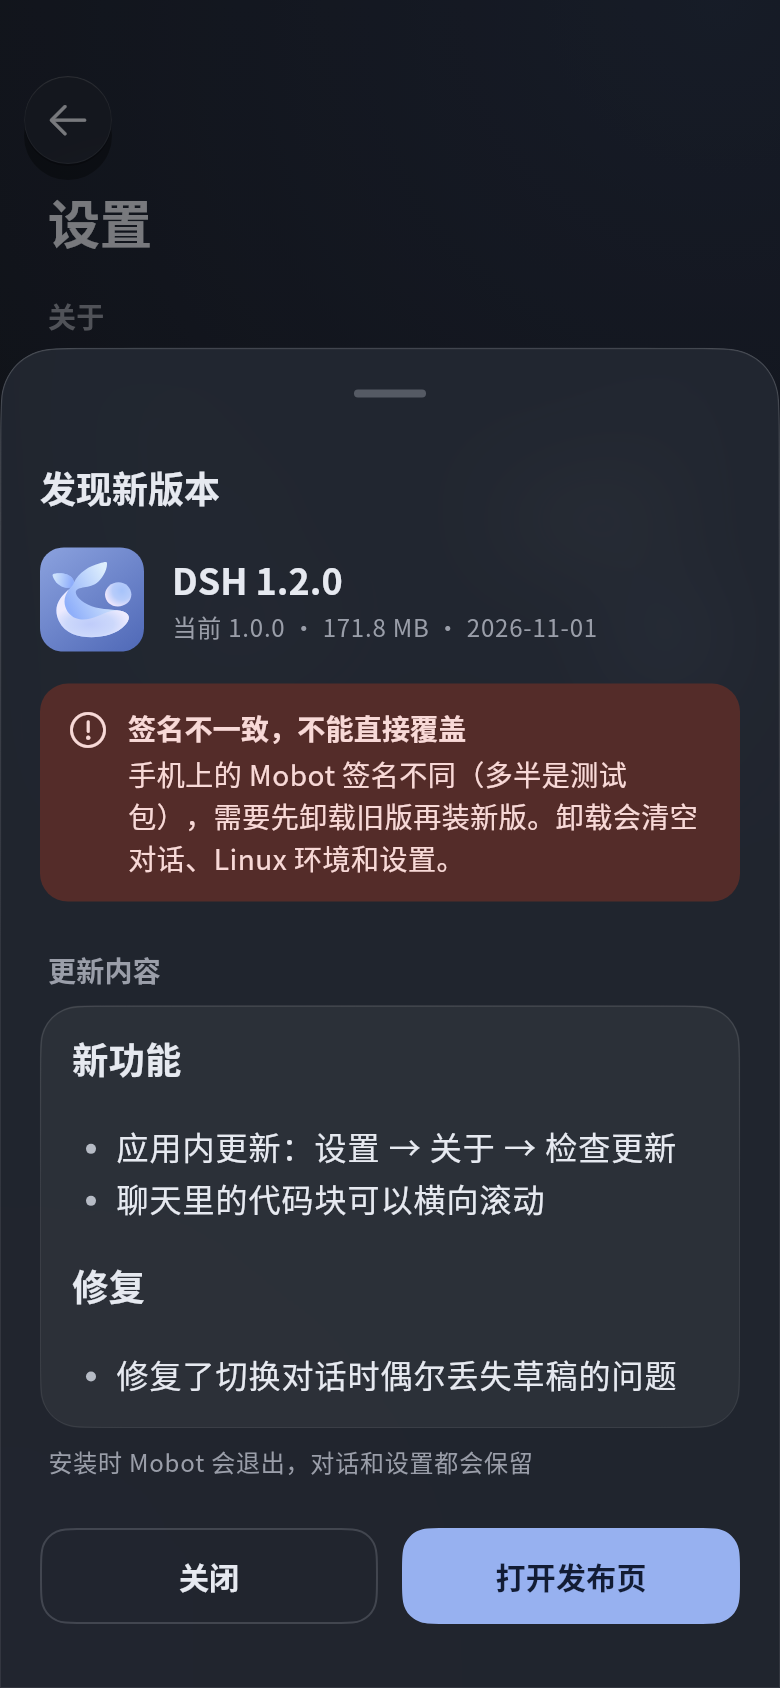 设置
关于
发现新版本
DSH 1.2.0
当前 1.0.0 · 171.8 MB · 2026-11-01
签名不一致，不能直接覆盖
手机上的 Mobot 签名不同（多半是测试
包），需要先卸载旧版再装新版。卸载会清空
对话、Linux 环境和设置。
更新内容
新功能
• 应用内更新：设置 → 关于 → 检查更新
• 聊天里的代码块可以横向滚动
修复
• 修复了切换对话时偶尔丢失草稿的问题
安装时 Mobot 会退出，对话和设置都会保留
关闭
打开发布页